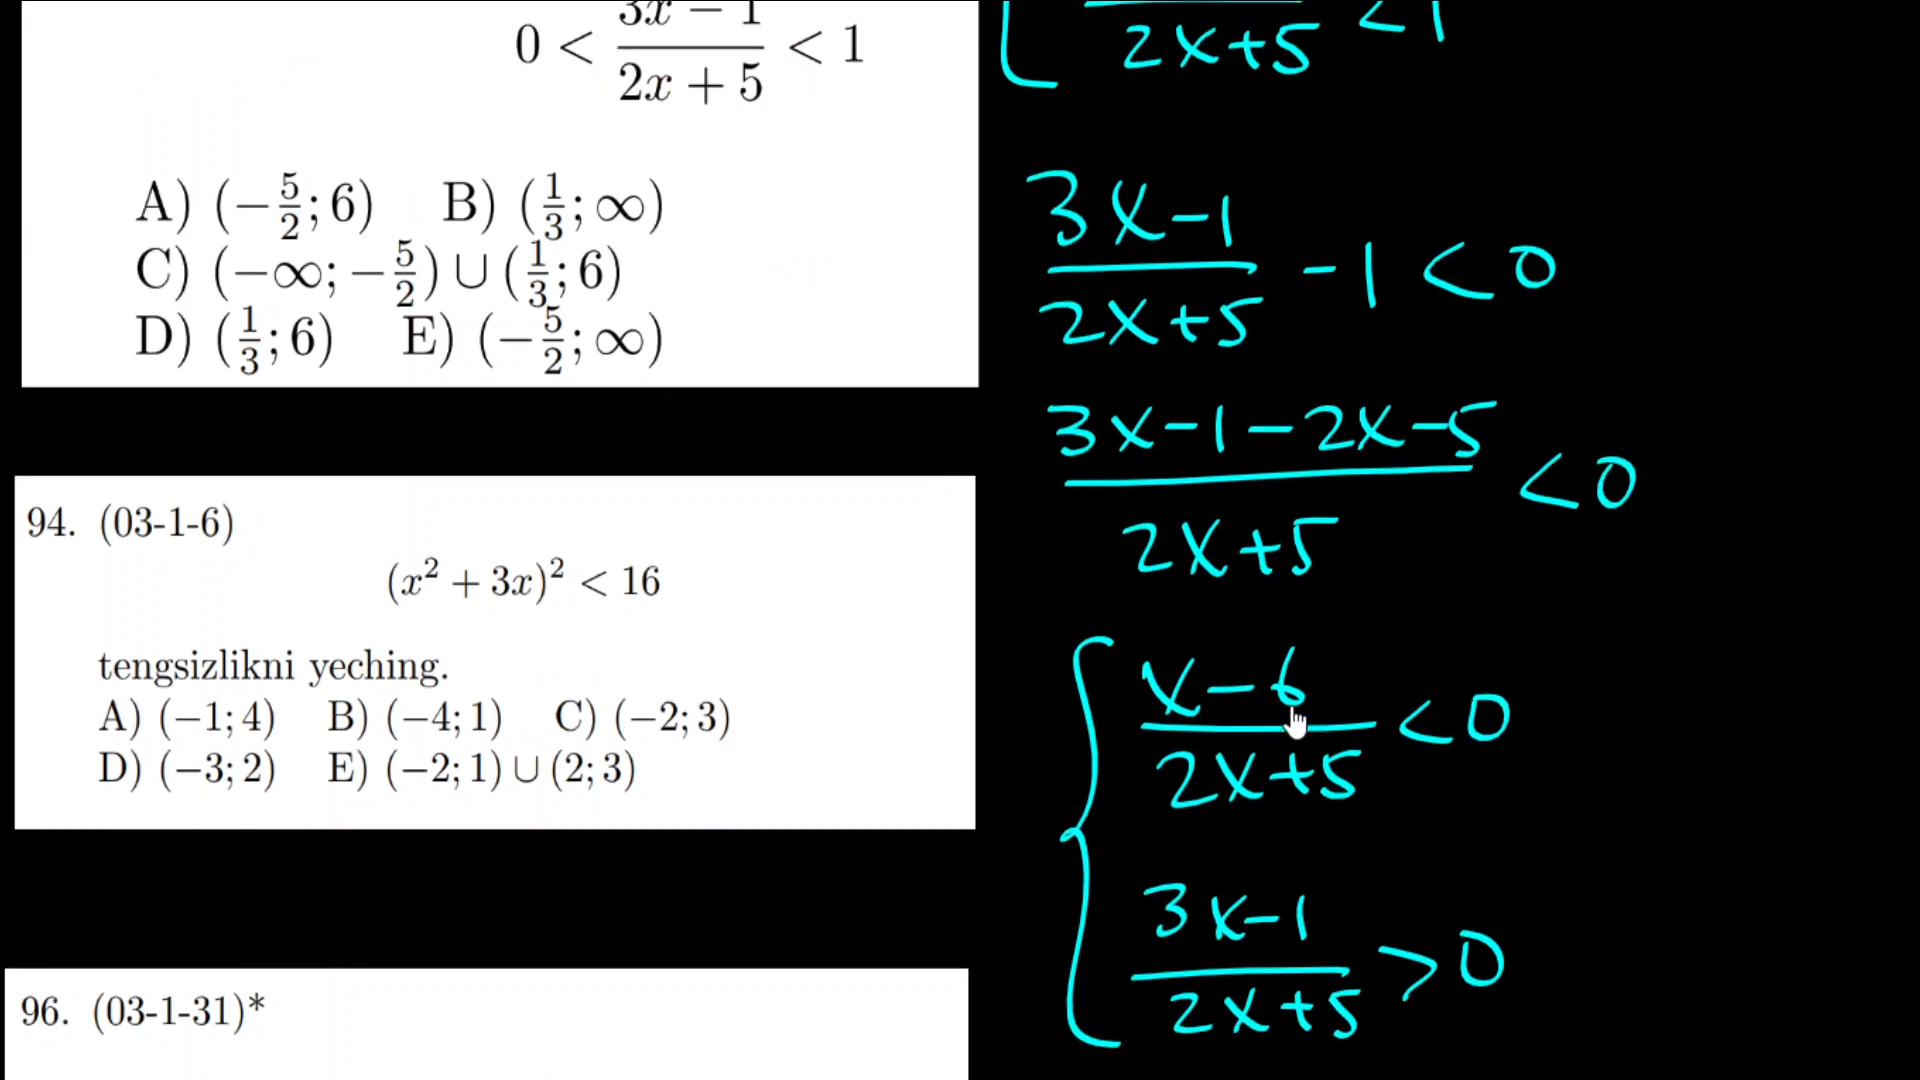 0 < (3x − 1)/(2x + 5) < 1
A) (−5/2; 6) B) (1/3; ∞)
C) (−∞; −5/2) ∪ (1/3; 6)
D) (1/3; 6) E) (−5/2; ∞)
94. (03-1-6)
(x² + 3x)² < 16
tengsizlikni yeching.
A) (−1; 4) B) (−4; 1) C) (−2; 3)
D) (−3; 2) E) (−2; 1) ∪ (2; 3)
96. (03-1-31)*
2x+5 <1
(3x−1)/(2x+5) −1 <0
(3x−1−2x−5)/(2x+5) <0
(x−6)/(2x+5) <0
(3x−1)/(2x+5) >0